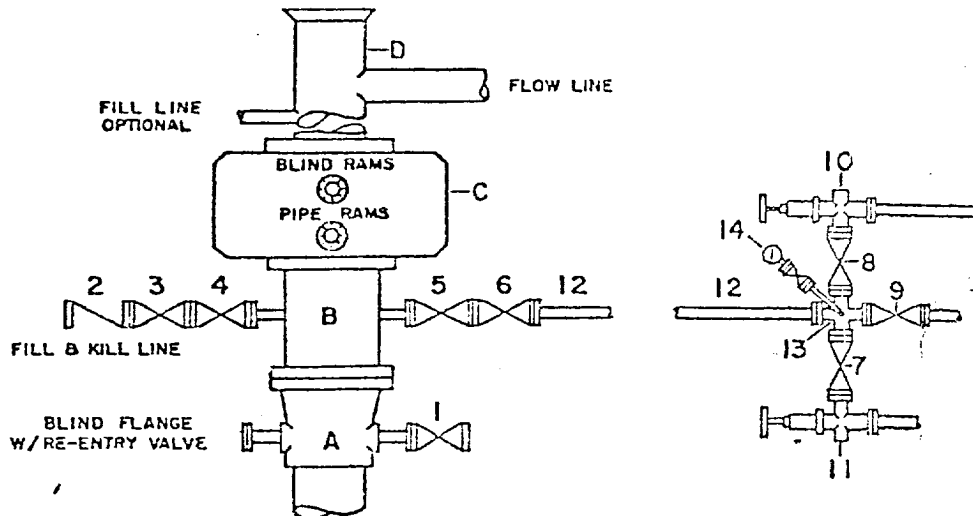 D
FLOW LINE
FILL LINE
OPTIONAL
BLIND RAMS
C
PIPE RAMS
2 3 4 B 5 6 12
FILL & KILL LINE
BLIND FLANGE
W/RE-ENTRY VALVE
A
1
10
14
8
12
9
13
7
11